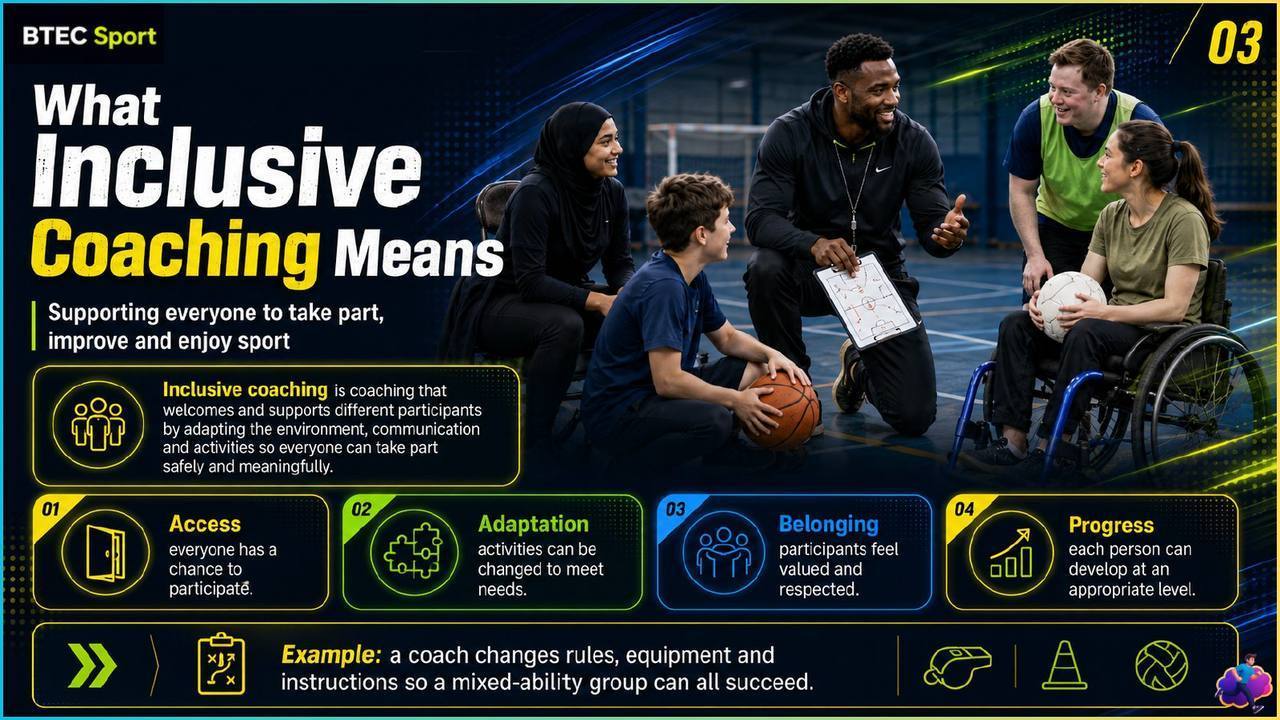 BTEC Sport
03
What
Inclusive
Coaching Means
Supporting everyone to take part,
improve and enjoy sport
Inclusive coaching is coaching that
welcomes and supports different participants
by adapting the environment, communication
and activities so everyone can take part
safely and meaningfully.
01
Access
everyone has a
chance to
participate.
02
Adaptation
activities can be
changed to meet
needs.
03
Belonging
participants feel
valued and
respected.
04
Progress
each person can
develop at an
appropriate level.
Example: a coach changes rules, equipment and
instructions so a mixed-ability group can all succeed.